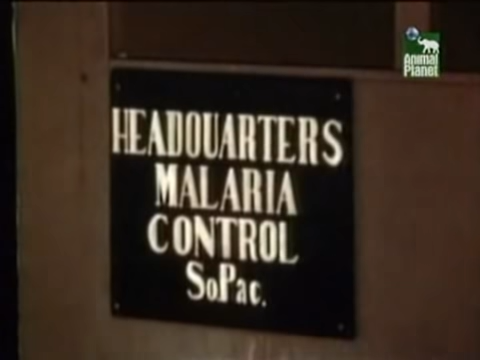 Animal
Planet
HEADQUARTERS
MALARIA
CONTROL
SoPac.